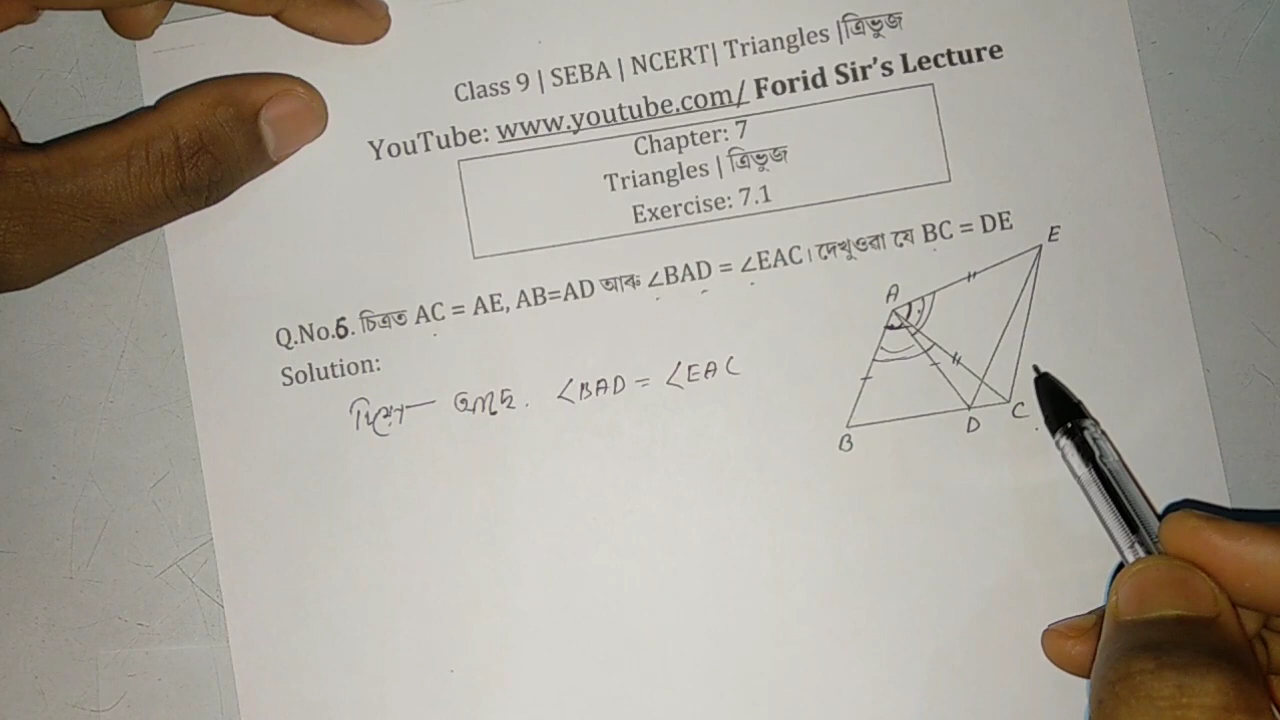 Class 9 | SEBA | NCERT| Triangles |ত্ৰিভূজ
YouTube: www.youtube.com/ Forid Sir's Lecture
Chapter: 7
Triangles | ত্ৰিভূজ
Exercise: 7.1
Q.No.6. চিত্ৰত AC = AE, AB=AD আৰু ∠BAD = ∠EAC। দেখুওৱা যে BC = DE
Solution:
দিয়া আছে. ∠BAD = ∠EAC
E
A
B
D
C